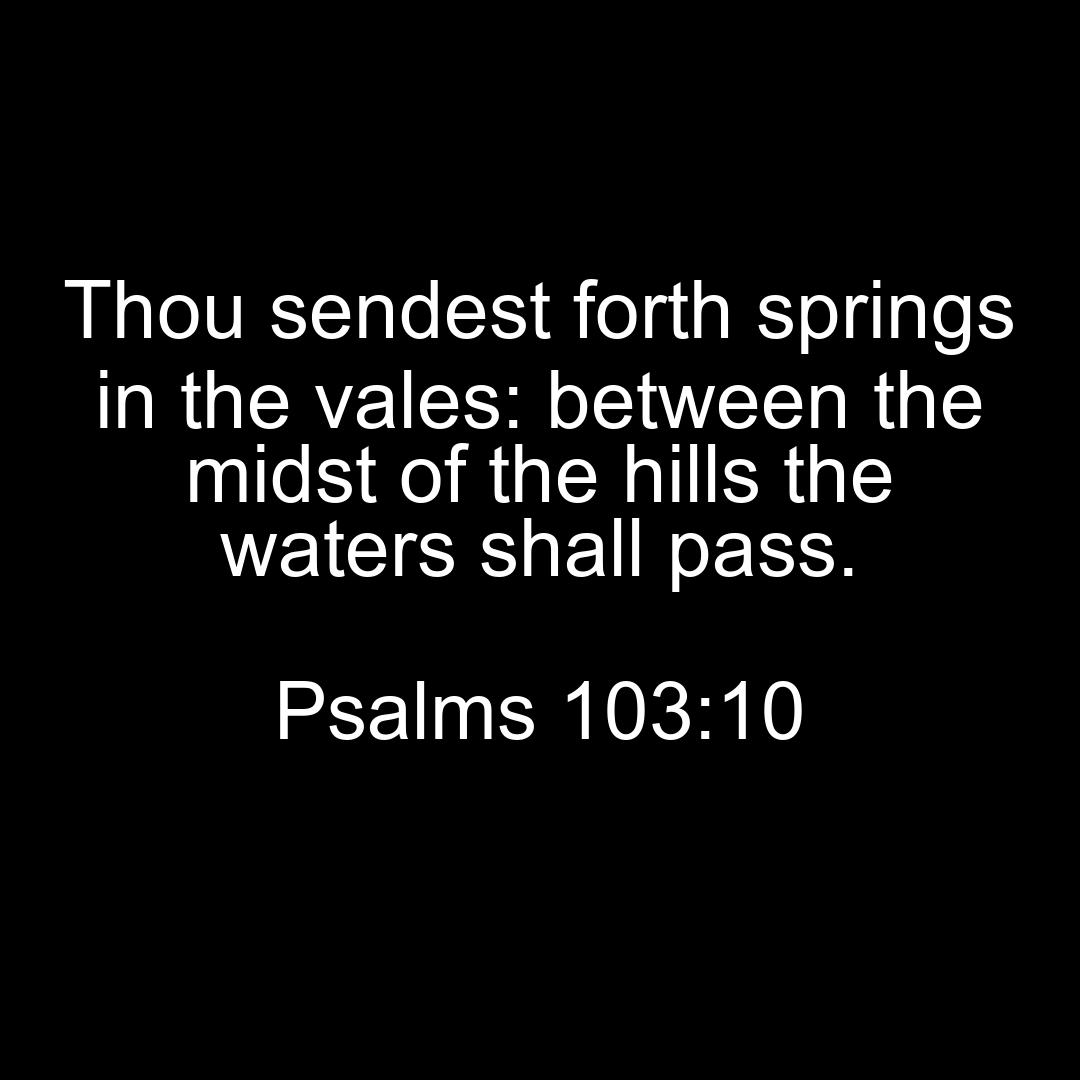 Thou sendest forth springs
in the vales: between the
midst of the hills the
waters shall pass.
Psalms 103:10